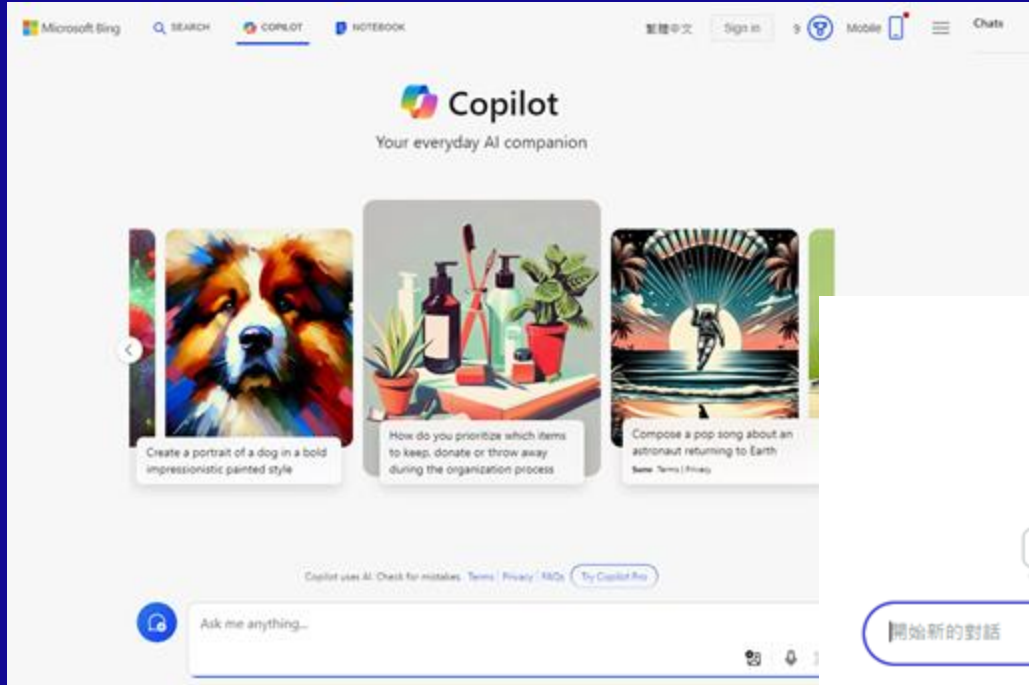 Microsoft Bing
SEARCH
COPILOT
NOTEBOOK
繁體中文
Sign in
9
Mobile
Chats
Copilot
Your everyday AI companion
Create a portrait of a dog in a bold
impressionistic painted style
How do you prioritize which items
to keep, donate or throw away
during the organization process
Compose a pop song about an
astronaut returning to Earth
Suno Terms | Privacy
Copilot uses AI. Check for mistakes. Terms | Privacy | FAQs Try Copilot Pro
Ask me anything...
開始新的對話